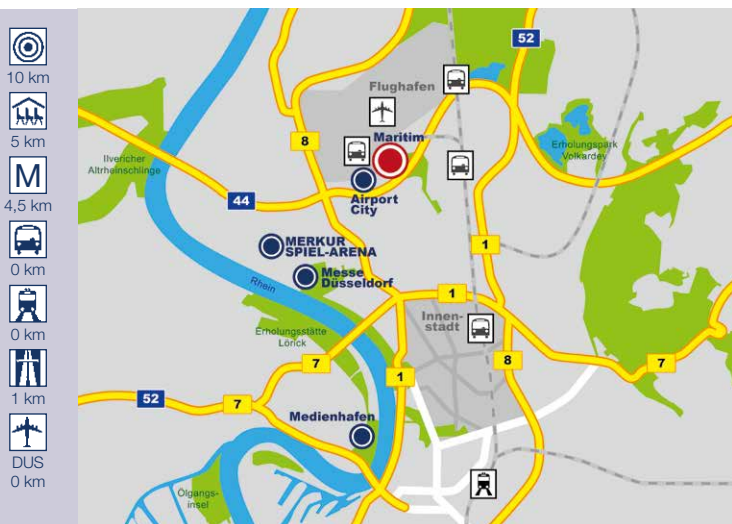 10 km
5 km
M
4,5 km
0 km
0 km
1 km
DUS
0 km
52
Flughafen
8
Maritim
Ilvericher
Altrheinschlinge
Erholungspark
Volkardey
44
Airport
City
1
MERKUR
SPIEL-ARENA
Messe
Düsseldorf
Rhein
1
Innen-
stadt
Erholungsstätte
Lörick
7
8
7
1
52
7
Medienhafen
Ölgangs-
insel